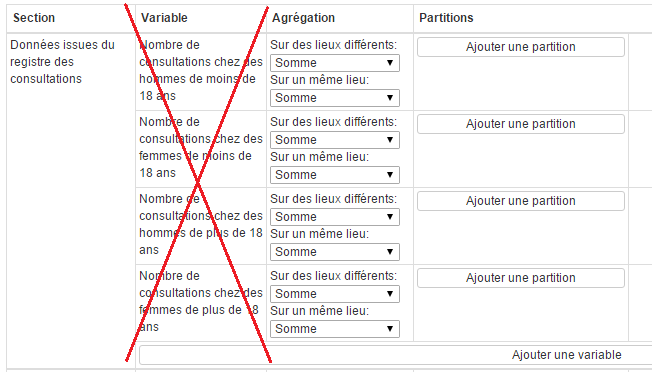 Section Variable Agrégation Partitions
Données issues du
registre des
consultations
Nombre de
consultations chez des
hommes de moins de
18 ans
Sur des lieux différents:
Somme
Sur un même lieu:
Somme
Ajouter une partition
Nombre de
consultations chez des
femmes de moins de
18 ans
Sur des lieux différents:
Somme
Sur un même lieu:
Somme
Ajouter une partition
Nombre de
consultations chez des
hommes de plus de 18
ans
Sur des lieux différents:
Somme
Sur un même lieu:
Somme
Ajouter une partition
Nombre de
consultations chez des
femmes de plus de 18
ans
Sur des lieux différents:
Somme
Sur un même lieu:
Somme
Ajouter une partition
Ajouter une variable